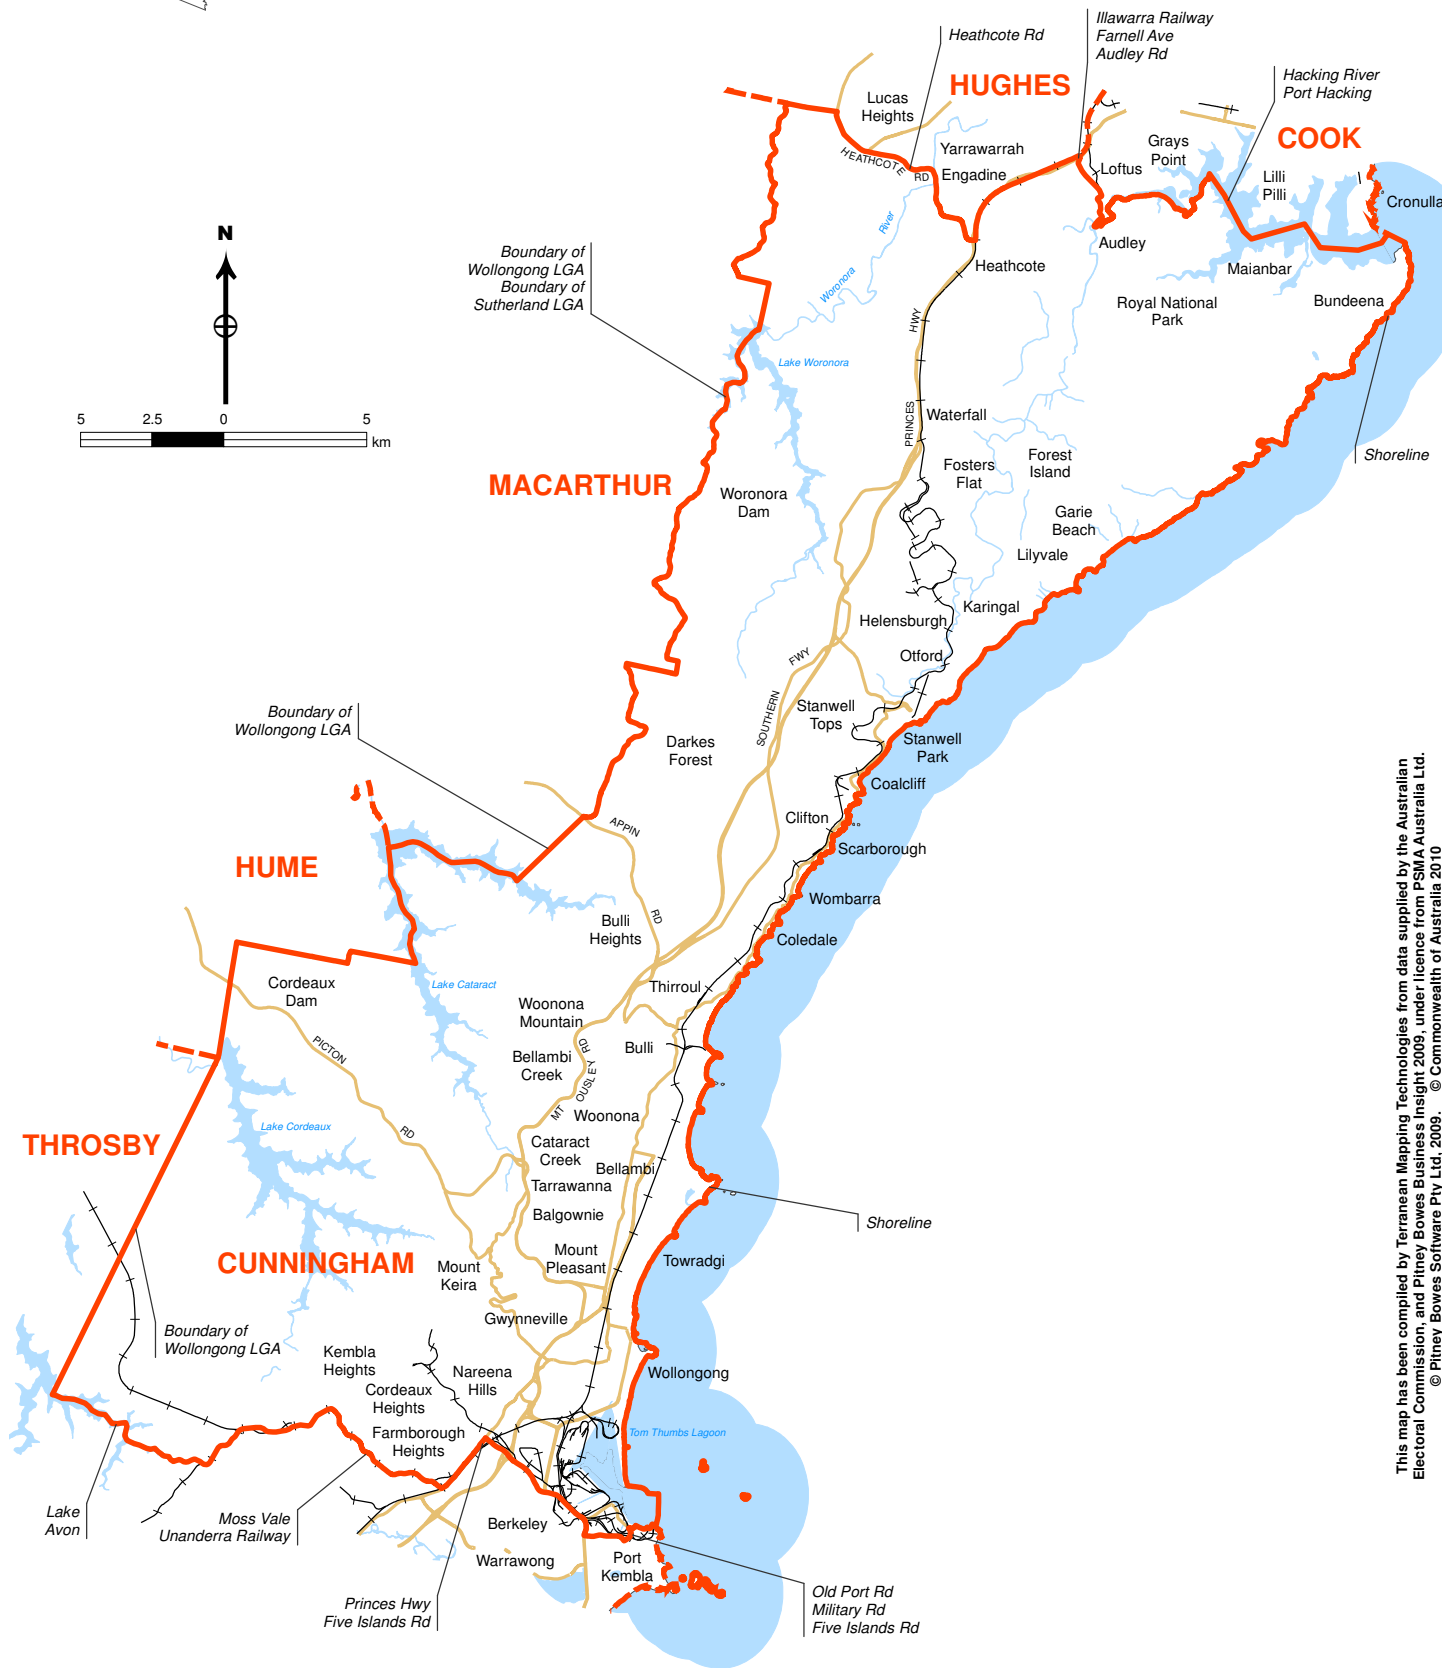 Illawarra Railway
Farnell Ave
Audley Rd
Heathcote Rd
Hacking River
Port Hacking
HUGHES
COOK
Lucas
Heights
HEATHCOTE
RD
Yarrawarrah
Engadine
Grays
Point
Loftus
Lilli
Pilli
Cronulla
N
River
Woronora
Audley
Heathcote
Maianbar
Royal National
Park
Bundeena
Boundary of
Wollongong LGA
Boundary of
Sutherland LGA
HWY
PRINCES
Lake Woronora
5
2.5
0
5
km
Waterfall
Shoreline
MACARTHUR
Woronora
Dam
Fosters
Flat
Forest
Island
Garie
Beach
Lilyvale
Karingal
Helensburgh
Otford
FWY
SOUTHERN
Boundary of
Wollongong LGA
Stanwell
Tops
Darkes
Forest
Stanwell
Park
Coalcliff
Clifton
APPIN
RD
Scarborough
HUME
Wombarra
Bulli
Heights
Coledale
Cordeaux
Dam
Lake Cataract
Thirroul
Woonona
Mountain
PICTON
RD
Bulli
Bellambi
Creek
MT
OUSLEY
RD
Woonona
THROSBY
Lake Cordeaux
Cataract
Creek
Bellambi
Tarrawanna
Balgownie
Shoreline
CUNNINGHAM
Mount
Keira
Mount
Pleasant
Towradgi
Gwynneville
Boundary of
Wollongong LGA
Kembla
Heights
Nareena
Hills
Wollongong
Cordeaux
Heights
Farmborough
Heights
Tom Thumbs Lagoon
Lake
Avon
Moss Vale
Unanderra Railway
Berkeley
Warrawong
Port
Kembla
Princes Hwy
Five Islands Rd
Old Port Rd
Military Rd
Five Islands Rd
This map has been compiled by Terranean Mapping Technologies from data supplied by the Australian
Electoral Commission, and Pitney Bowes Business Insight 2009, under licence from PSMA Australia Ltd.
© Pitney Bowes Software Pty Ltd, 2009. © Commonwealth of Australia 2010